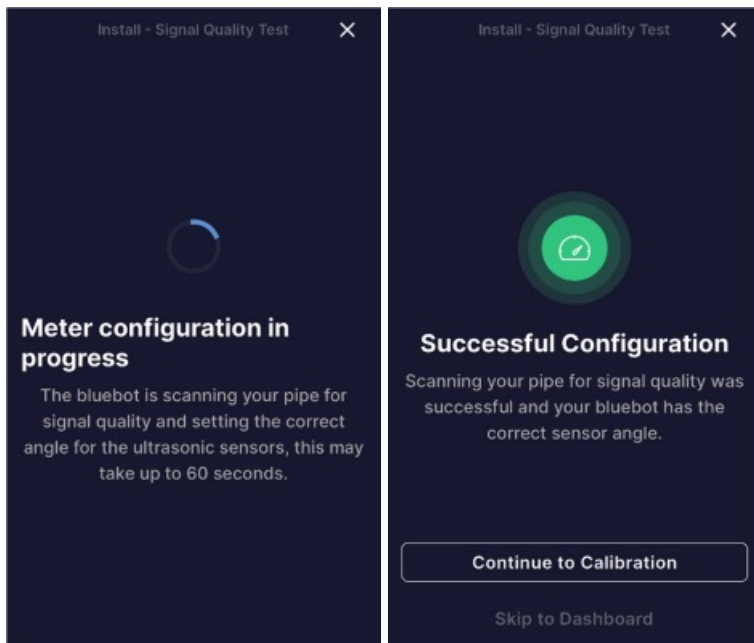 Install - Signal Quality Test
Meter configuration in
progress
The bluebot is scanning your pipe for
signal quality and setting the correct
angle for the ultrasonic sensors, this may
take up to 60 seconds.
Install - Signal Quality Test
Successful Configuration
Scanning your pipe for signal quality was
successful and your bluebot has the
correct sensor angle.
Continue to Calibration
Skip to Dashboard